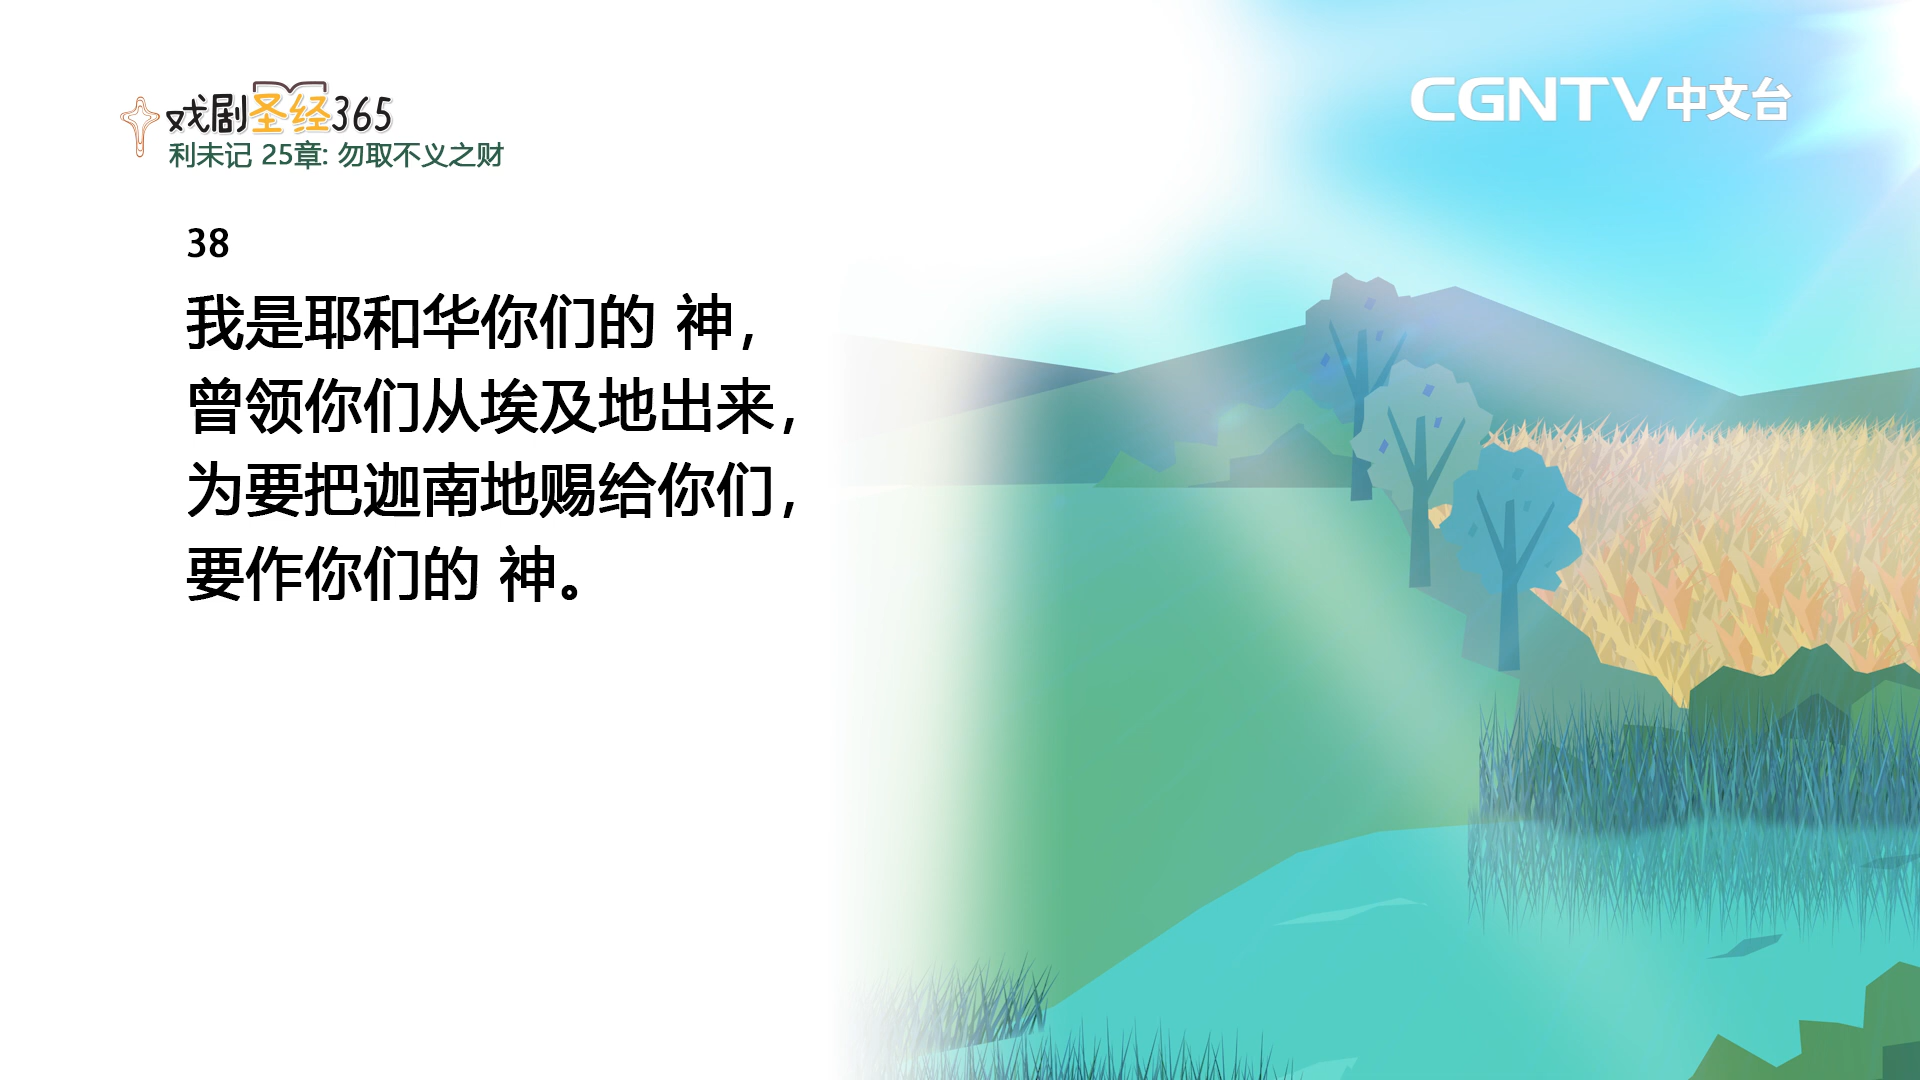 戏剧圣经365
CGNTV中文台
利未记 25章: 勿取不义之财
38
我是耶和华你们的 神，
曾领你们从埃及地出来，
为要把迦南地赐给你们，
要作你们的 神。